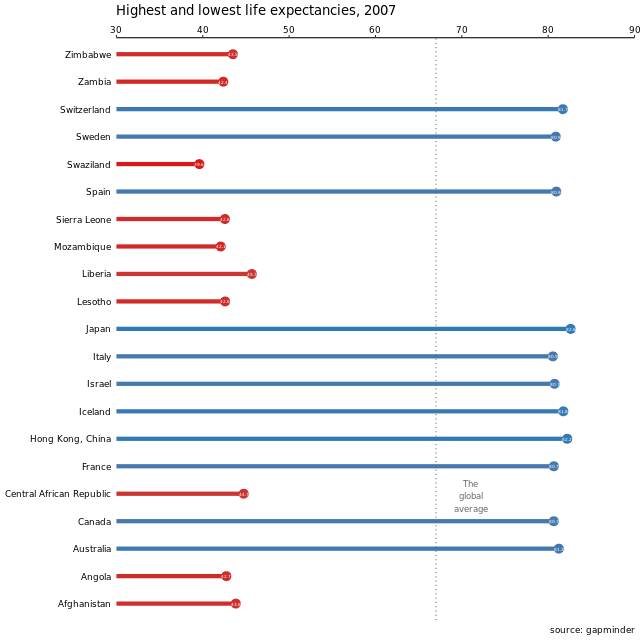 Highest and lowest life expectancies, 2007
30 40 50 60 70 80 90
Zimbabwe
Zambia
Switzerland
Sweden
Swaziland
Spain
Sierra Leone
Mozambique
Liberia
Lesotho
Japan
Italy
Israel
Iceland
Hong Kong, China
France
Central African Republic
The
global
average
Canada
Australia
Angola
Afghanistan
source: gapminder